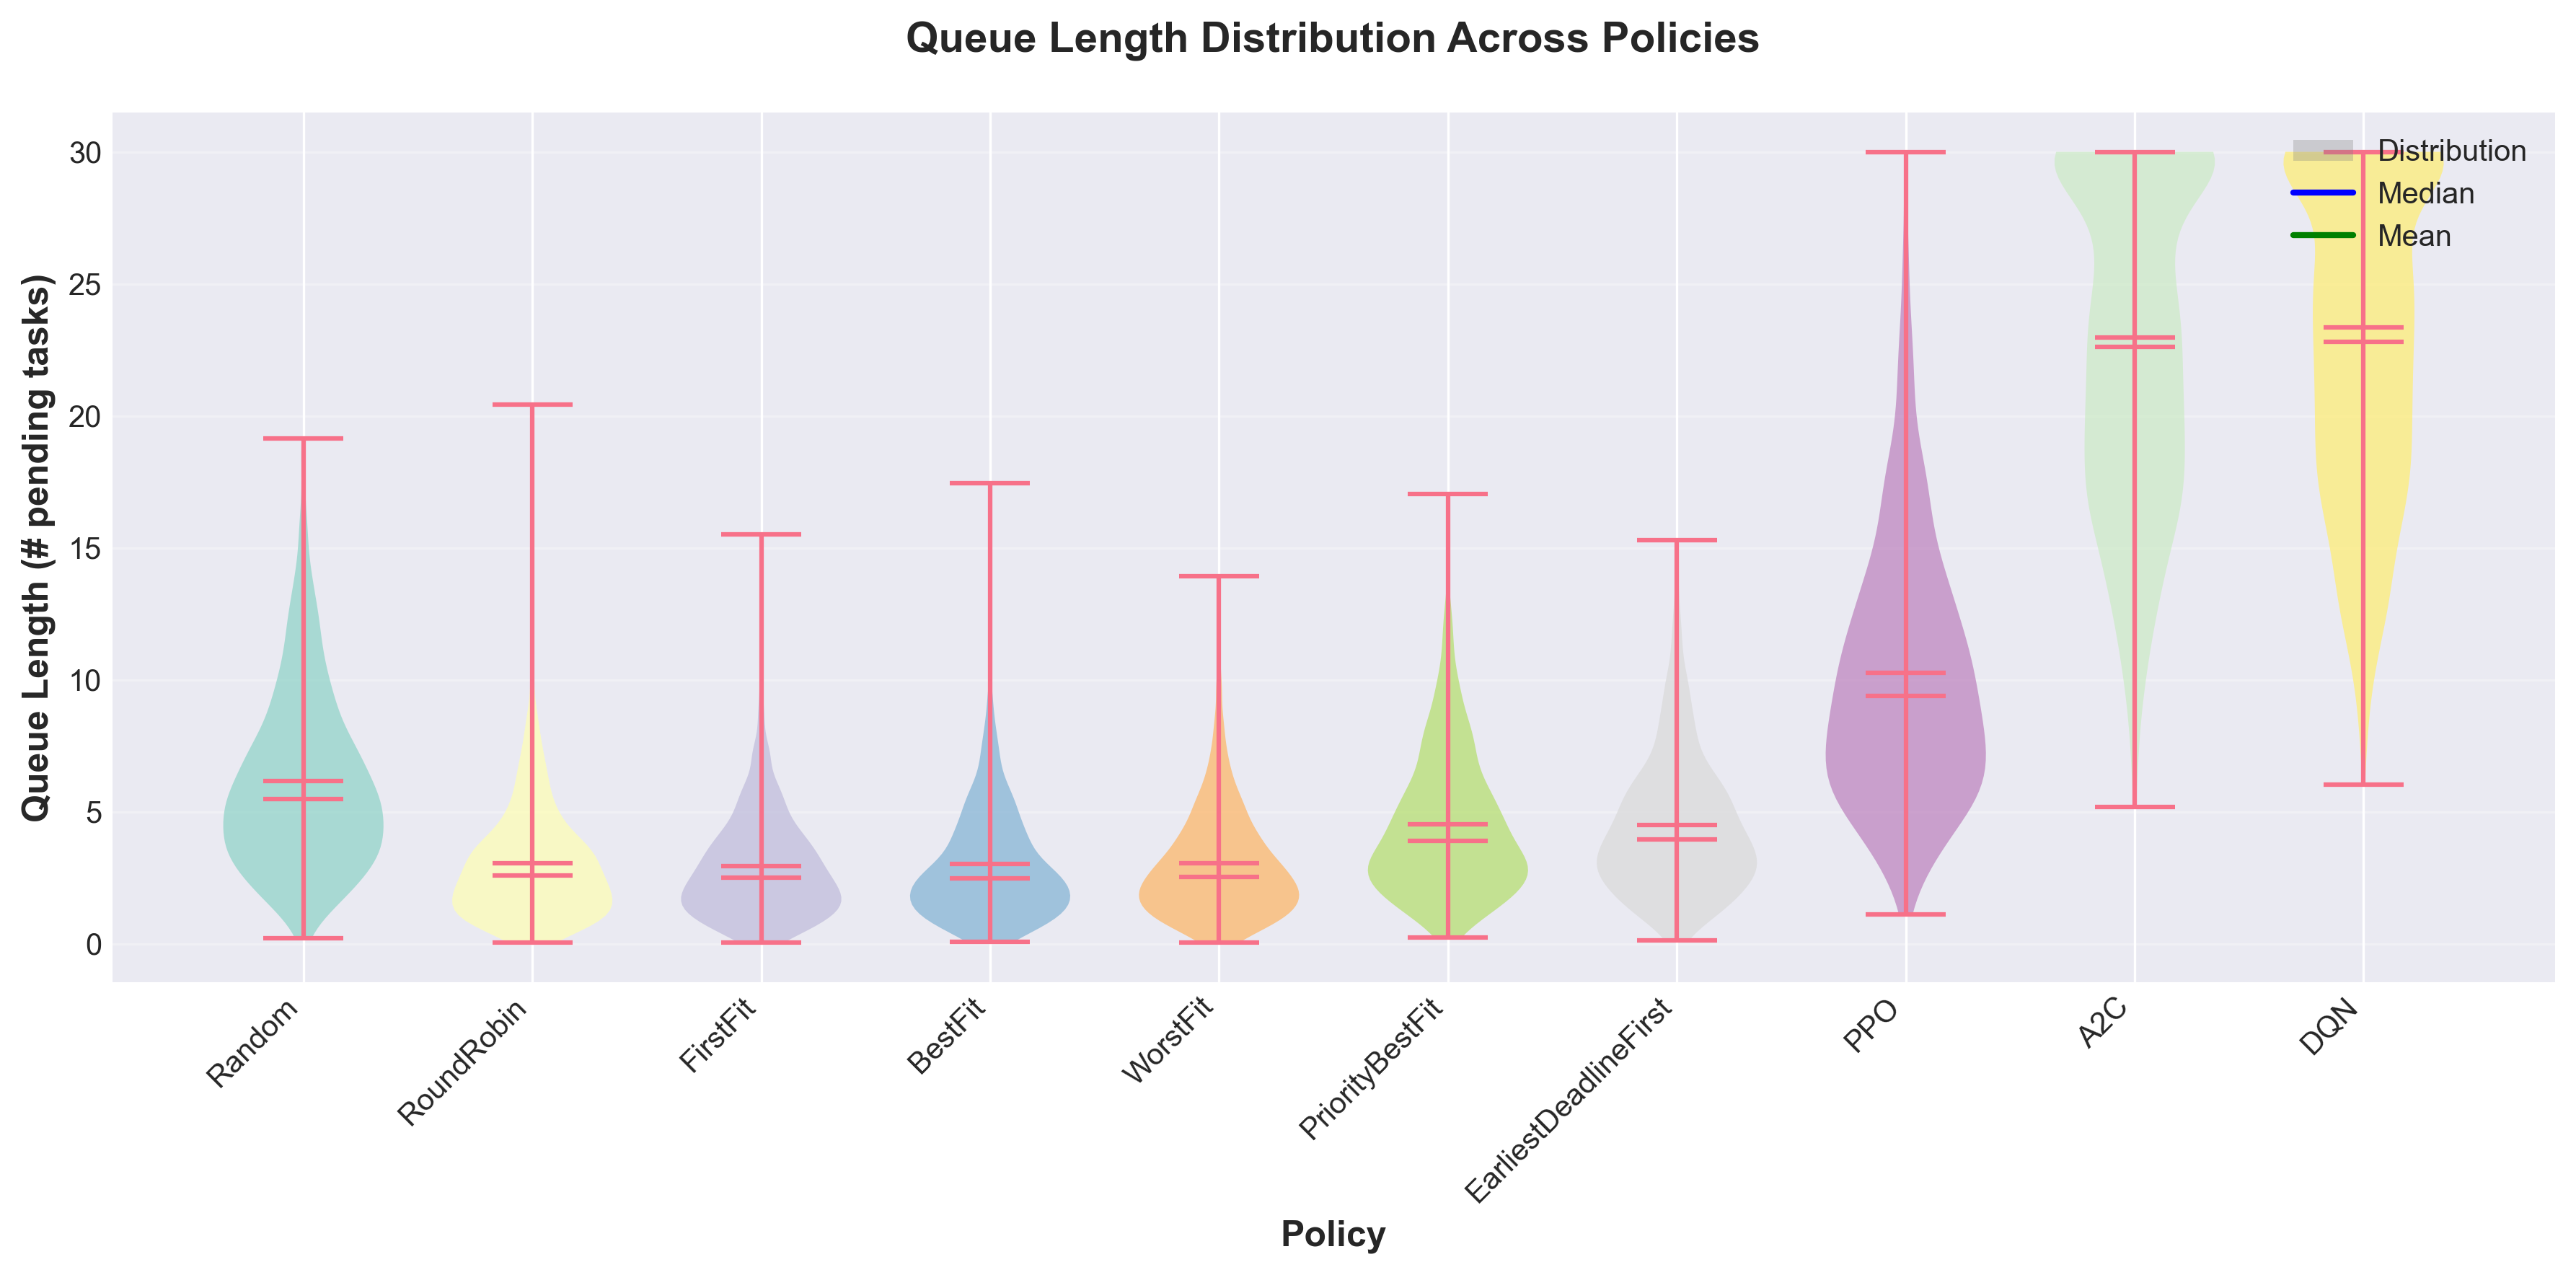 Queue Length Distribution Across Policies
Queue Length (# pending tasks)
30
25
20
15
10
5
0
Distribution
Median
Mean
Random
RoundRobin
FirstFit
BestFit
WorstFit
PriorityBestFit
EarliestDeadlineFirst
PPO
A2C
DQN
Policy